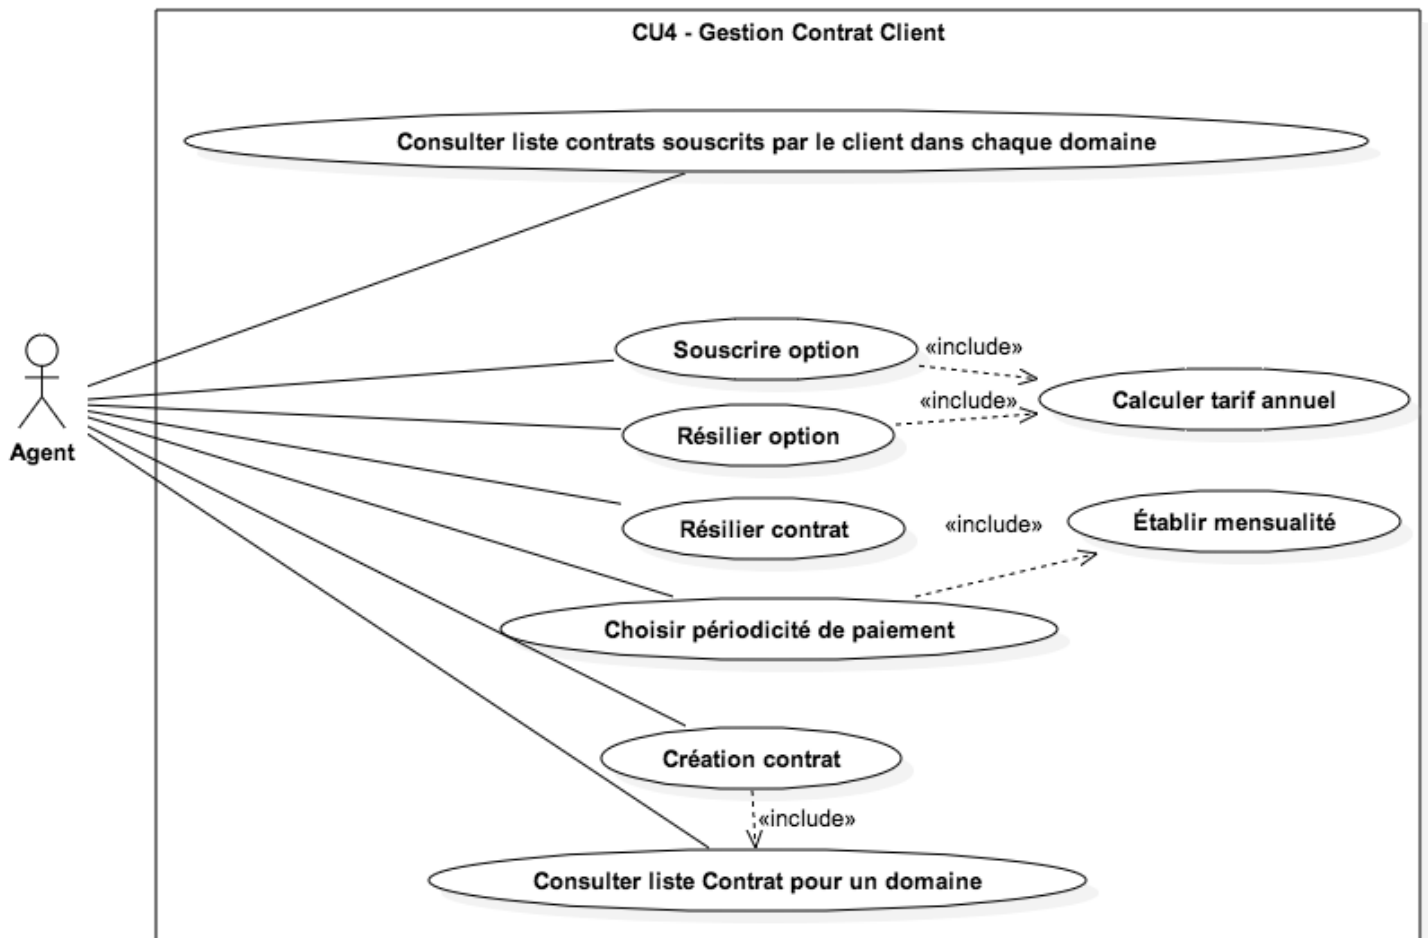 CU4 - Gestion Contrat Client
Consulter liste contrats souscrits par le client dans chaque domaine
Souscrire option
«include»
Calculer tarif annuel
«include»
Résilier option
Agent
Résilier contrat
«include»
Établir mensualité
Choisir périodicité de paiement
Création contrat
«include»
Consulter liste Contrat pour un domaine